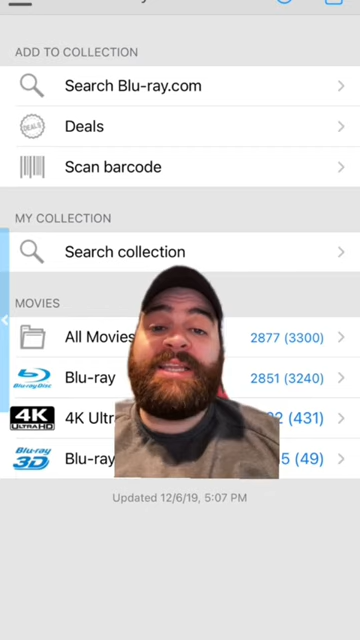 ADD TO COLLECTION
Search Blu-ray.com
DEALS
Deals
Scan barcode
MY COLLECTION
Search collection
MOVIES
All Movies 2877 (3300)
Blu-ray Disc Blu-ray 2851 (3240)
4K ULTRA HD 4K Ultr 2 (431)
Blu-ray 3D Blu-ray 5 (49)
Updated 12/6/19, 5:07 PM